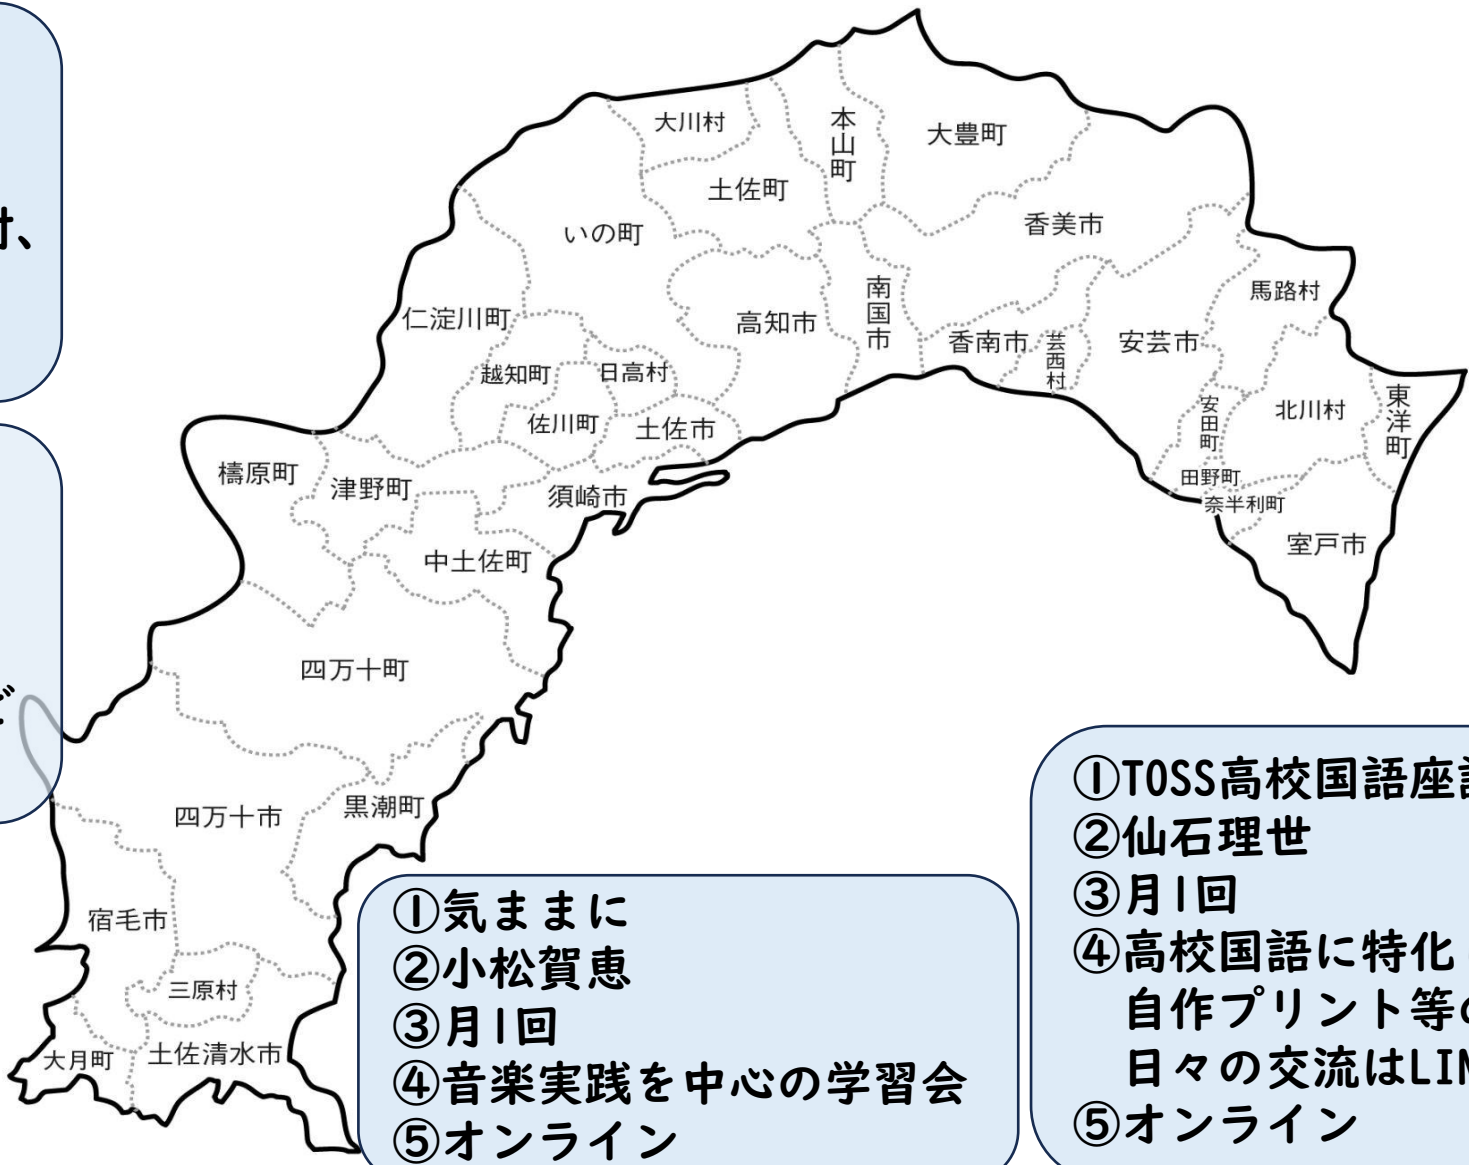 大川村
本山町
大豊町
土佐町
いの町
香美市
馬路村
仁淀川町
高知市
南国市
香南市
芸西村
安芸市
越知町
日高村
佐川町
土佐市
安田町
北川村
東洋町
檮原町
津野町
須崎市
田野町
奈半利町
中土佐町
室戸市
四万十町
四万十市
黒潮町
宿毛市
三原村
大月町
土佐清水市
、
ど
①気ままに
②小松賀恵
③月1回
④音楽実践を中心の学習会
⑤オンライン
①TOSS高校国語座
②仙石理世
③月1回
④高校国語に特化
自作プリント等
日々の交流はLIN
⑤オンライン